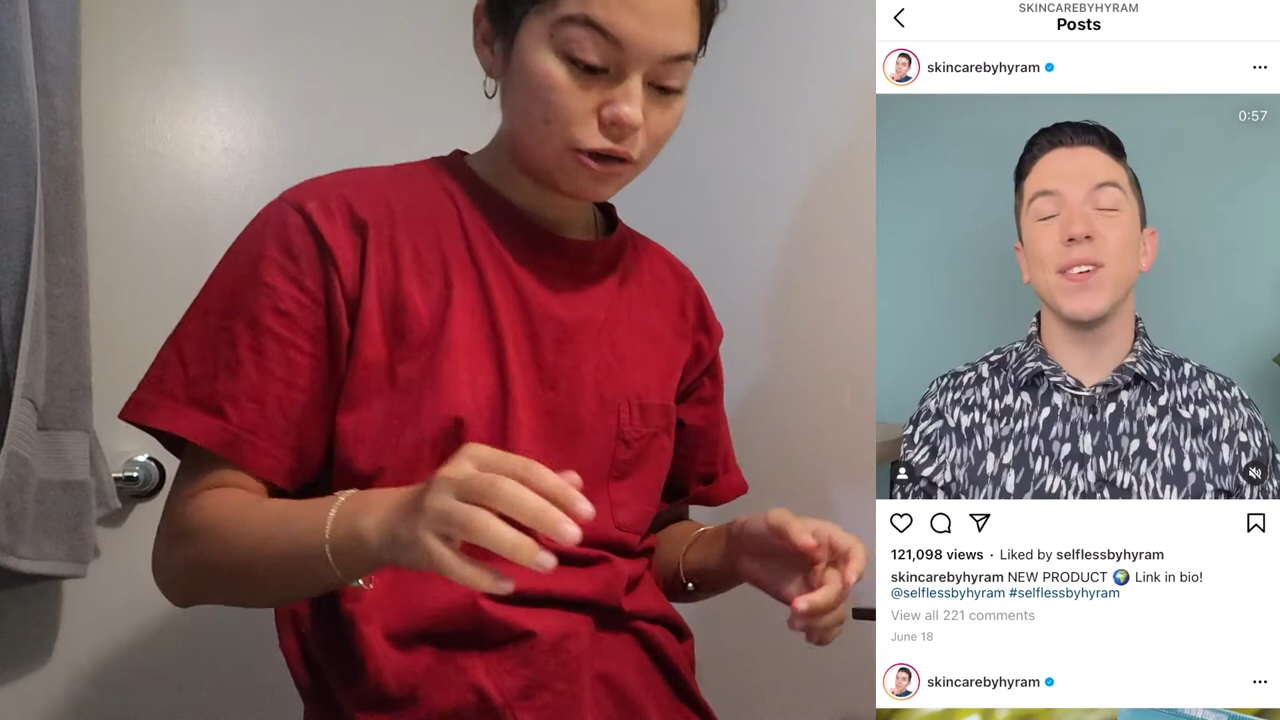 SKINCAREBYHYRAM
Posts
skincarebyhyram
0:57
121,098 views · Liked by selflessbyhyram
skincarebyhyram NEW PRODUCT 🌍 Link in bio!
@selflessbyhyram #selflessbyhyram
View all 221 comments
June 18
skincarebyhyram